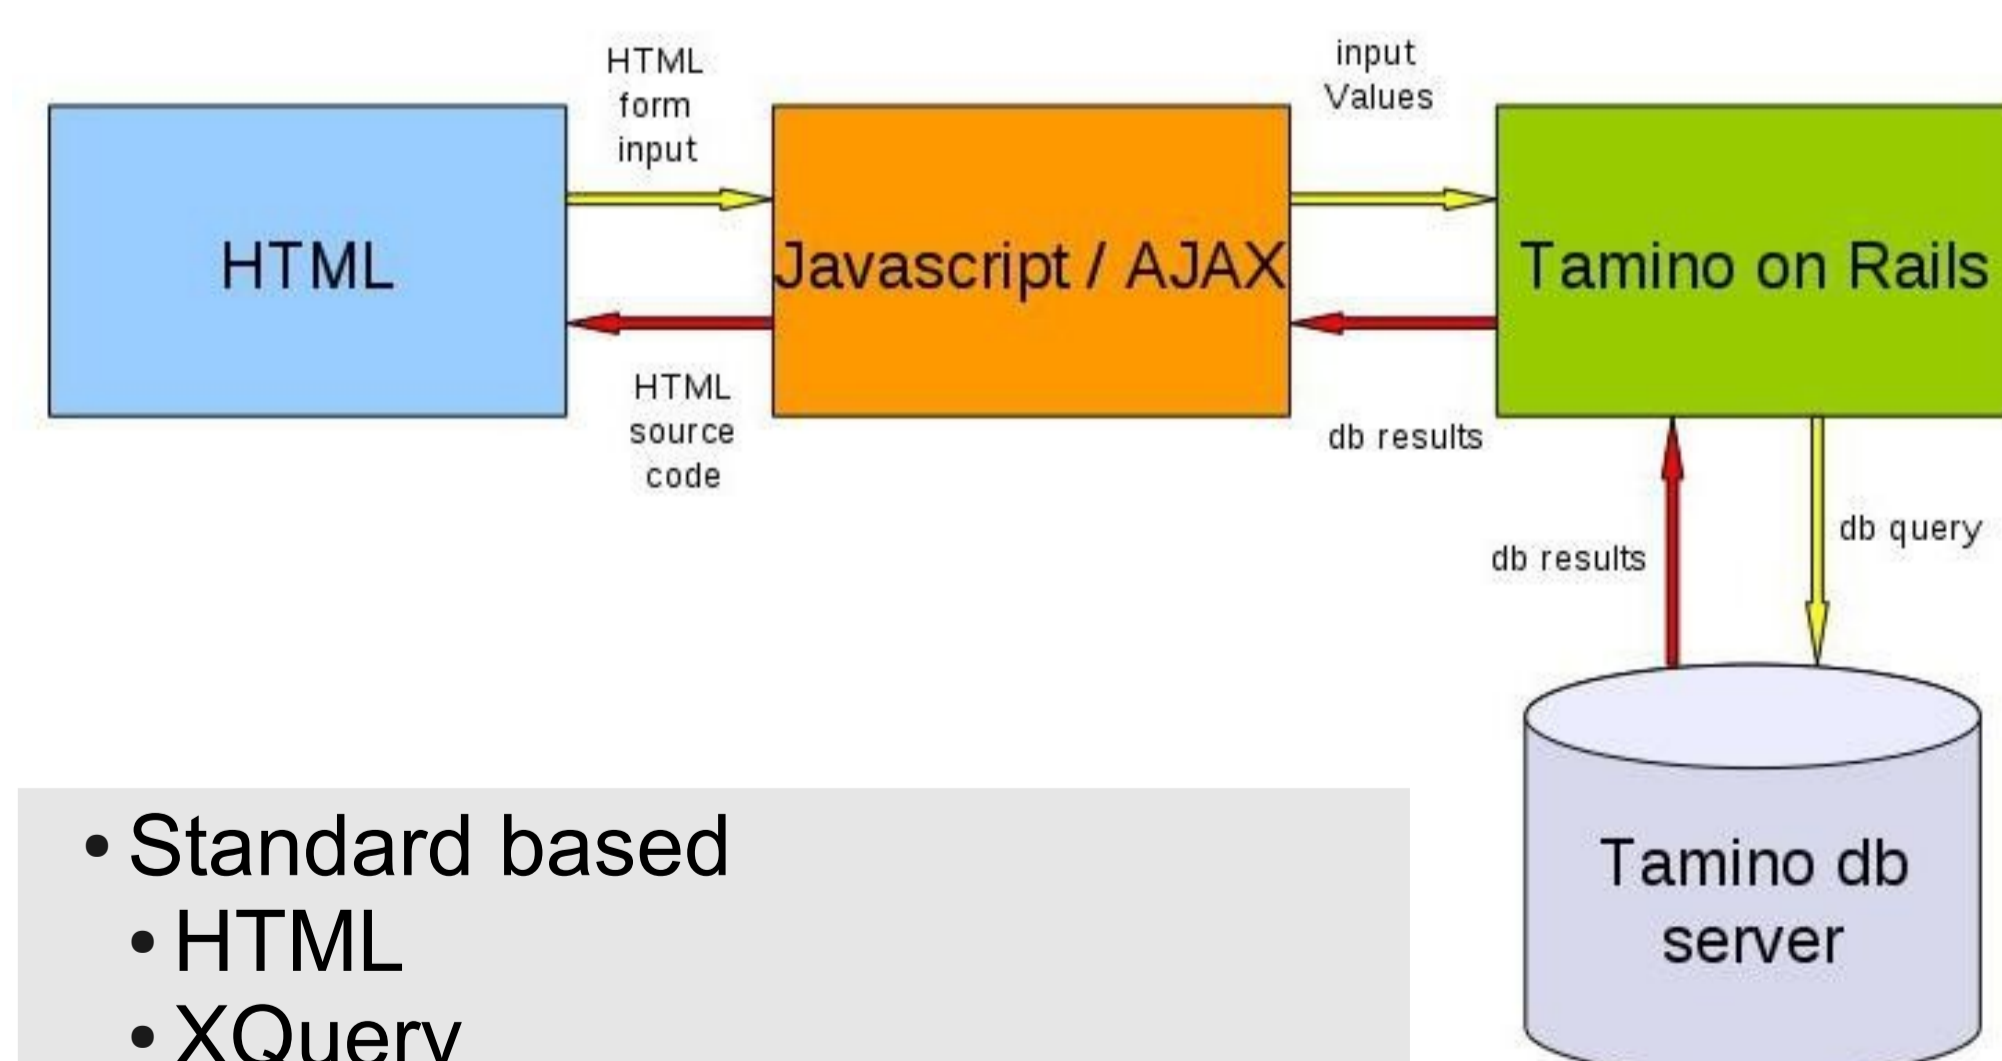 HTML
form
input
input
Values
HTML
Javascript / AJAX
Tamino on Rails
HTML
source
code
db results
db results
db query
Tamino db
server
• Standard based
• HTML
• XQuery